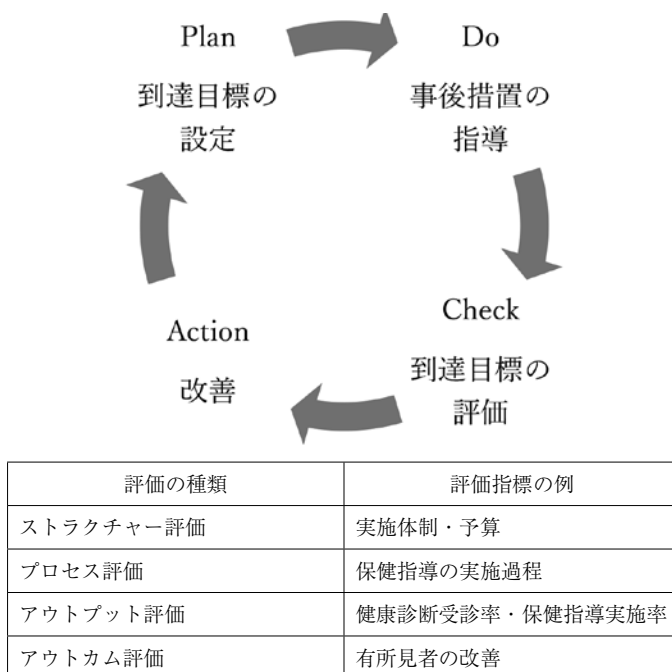 Plan
到達目標の
設定
Do
事後措置の
指導
Check
到達目標の
評価
Action
改善
評価の種類 評価指標の例
ストラクチャー評価 実施体制・予算
プロセス評価 保健指導の実施過程
アウトプット評価 健康診断受診率・保健指導実施率
アウトカム評価 有所見者の改善